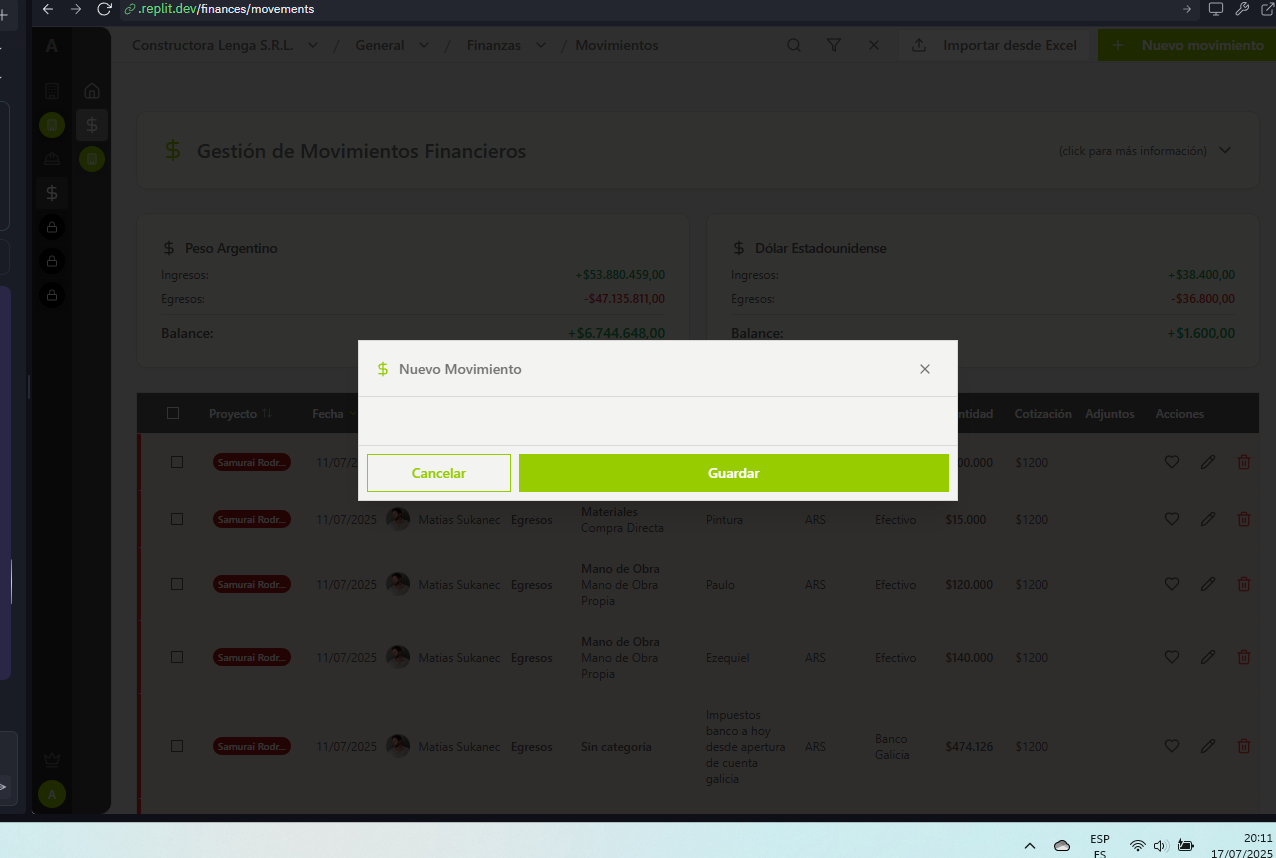 .replit.dev/finances/movements
A
Constructora Lenga S.R.L. / General / Finanzas / Movimientos
Importar desde Excel
+ Nuevo movimiento
$ Gestión de Movimientos Financieros
(click para más información)
$ Peso Argentino
Ingresos: +$53.880.459,00
Egresos: -$47.135.811,00
Balance: +$6.744.648,00
$ Dólar Estadounidense
Ingresos: +$38.400,00
Egresos: -$36.800,00
Balance: +$1.600,00
$ Nuevo Movimiento
Cancelar
Guardar
Proyecto Fecha Cotización Adjuntos Acciones
Samurai Rodr... $1200
Samurai Rodr... 11/07/2025 Matias Sukanec Egresos Materiales Compra Directa Pintura ARS Efectivo $15.000 $1200
Samurai Rodr... 11/07/2025 Matias Sukanec Egresos Mano de Obra Mano de Obra Propia Paulo ARS Efectivo $120.000 $1200
Samurai Rodr... 11/07/2025 Matias Sukanec Egresos Mano de Obra Mano de Obra Propia Ezequiel ARS Efectivo $140.000 $1200
Samurai Rodr... 11/07/2025 Matias Sukanec Egresos Sin categoría Impuestos banco a hoy desde apertura de cuenta galicia ARS Banco Galicia $474.126 $1200
A
ESP
ES
20:11
17/07/2025